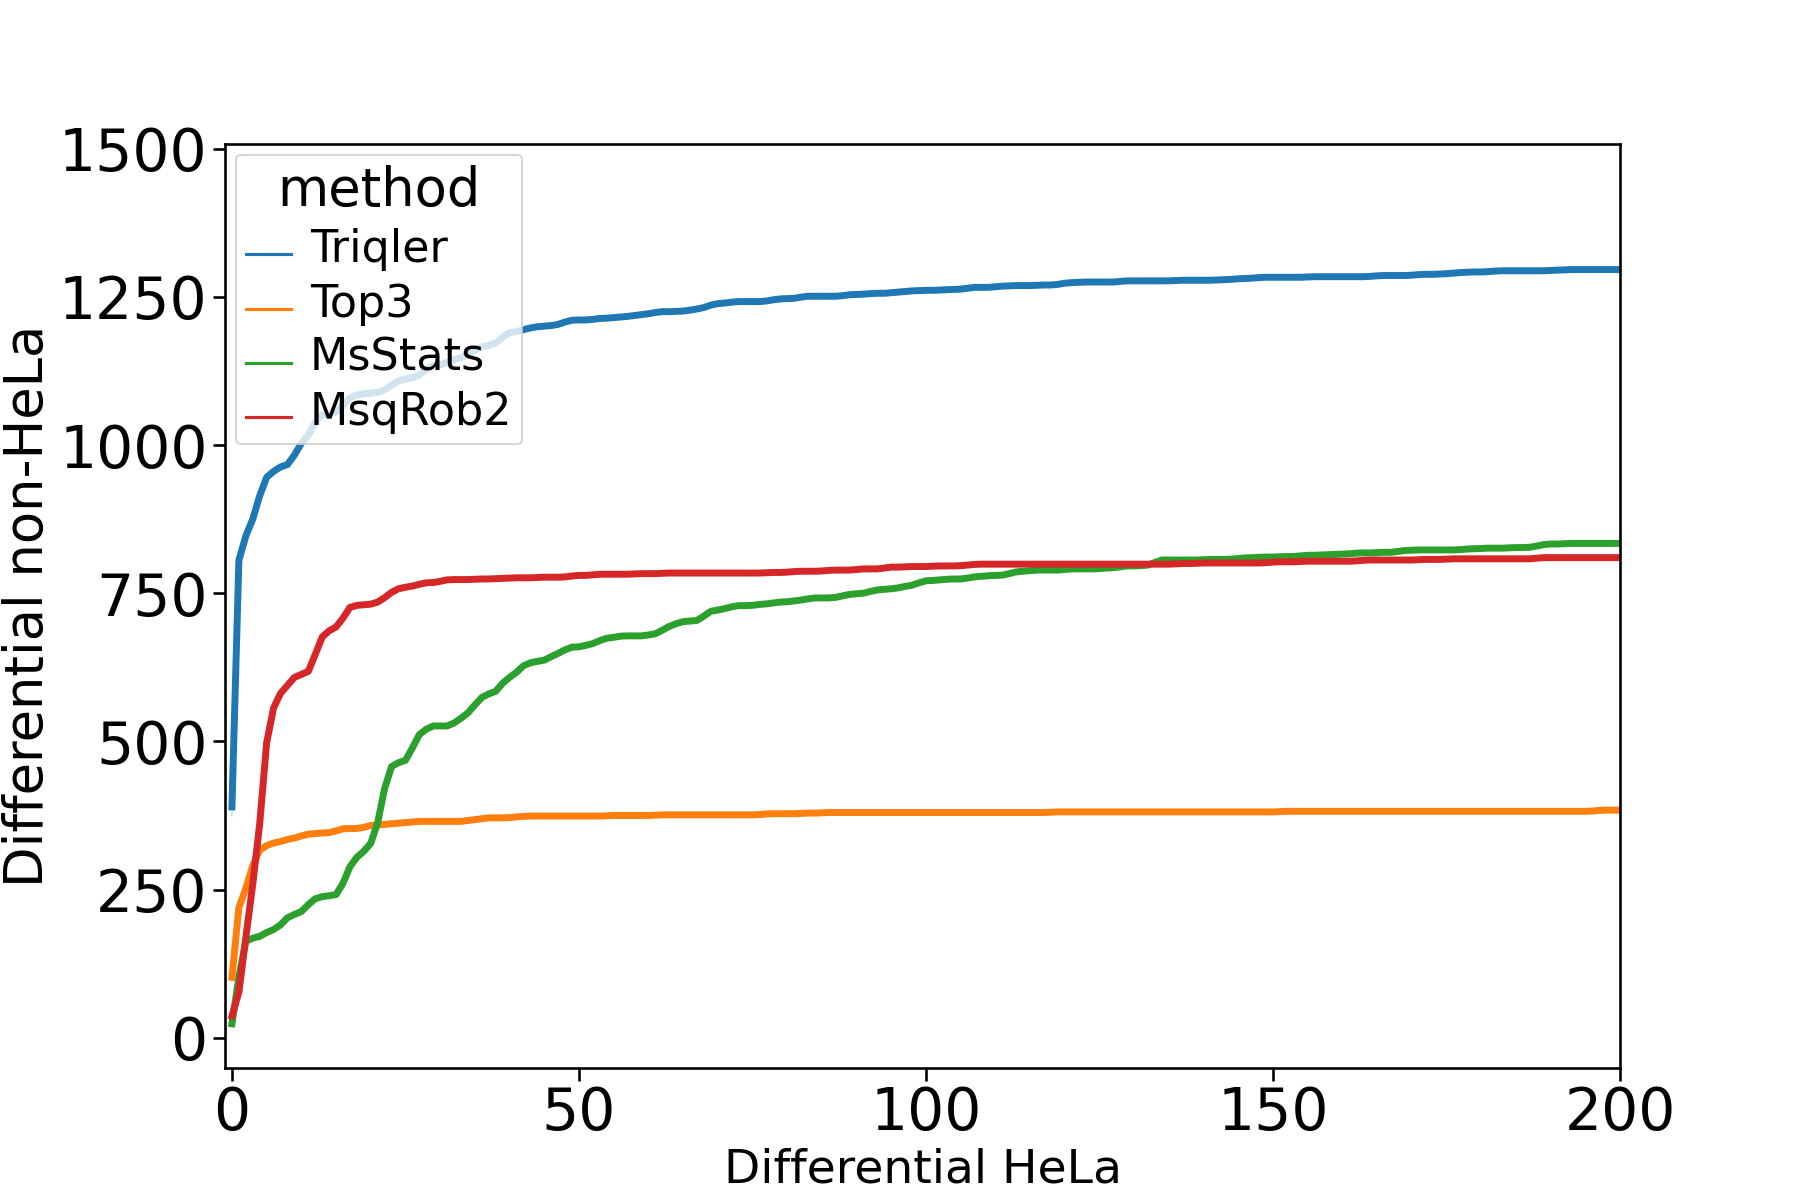 1500
1250
1000
750
500
250
0
Differential non-HeLa
method
Triqler
Top3
MsStats
MsqRob2
0 50 100 150 200
Differential HeLa